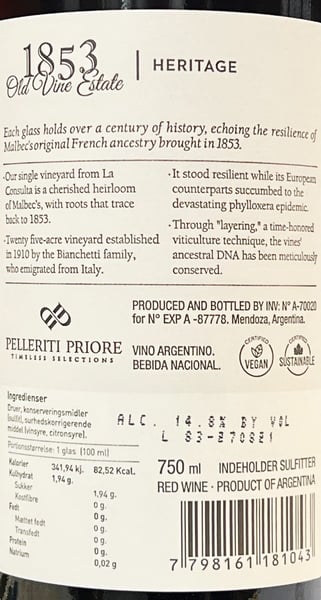 1853
Old Vine Estate
HERITAGE
Each glass holds over a century of history, echoing the resilience of
Malbec's original French ancestry brought in 1853.
·Our single vineyard from La
Consulta is a cherished heirloom
of Malbec's, with roots that trace
back to 1853.
·Twenty five-acre vineyard established
in 1910 by the Bianchetti family,
who emigrated from Italy.
·It stood resilient while its European
counterparts succumbed to the
devastating phylloxera epidemic.
·Through "layering," a time-honored
viticulture technique, the vines'
ancestral DNA has been meticulously
conserved.
PELLERITI PRIORE
TIMELESS SELECTIONS
PRODUCED AND BOTTLED BY INV: N° A-70020
for N° EXP A -87778. Mendoza, Argentina.
VINO ARGENTINO.
BEBIDA NACIONAL.
CERTIFIED
VEGAN
CERTIFIED
SUSTAINABLE
Ingredienser
Druer, konserveringsmidler
(sulfit), surhedskorrigerende
middel (vinsyre, citronsyre).
Portionsstørrelse: 1 glas (100 ml)
Kalorier 341,94 kj. 82,52 Kcal.
Kulhydrat 1,94 g.
Sukker 1,94 g.
Kostfibre 0 g.
Fedt 0 g.
Mættet fedt 0 g.
Transfedt 0 g.
Protein 0 g.
Natrium 0,02 g
ALC. 14.8% BY VOL
L 83-270821
750 ml INDEHOLDER SULFITTER
RED WINE · PRODUCT OF ARGENTINA
7 798161 181043